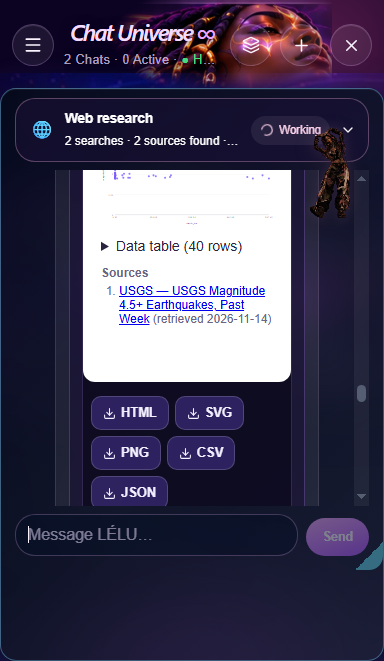 Chat Universe ∞
2 Chats · 0 Active · ● H...
Web research
2 searches · 2 sources found ·...
Working
▶ Data table (40 rows)
Sources
1. USGS — USGS Magnitude
4.5+ Earthquakes, Past
Week (retrieved 2026-11-14)
HTML
SVG
PNG
CSV
JSON
Message LÉLU...
Send